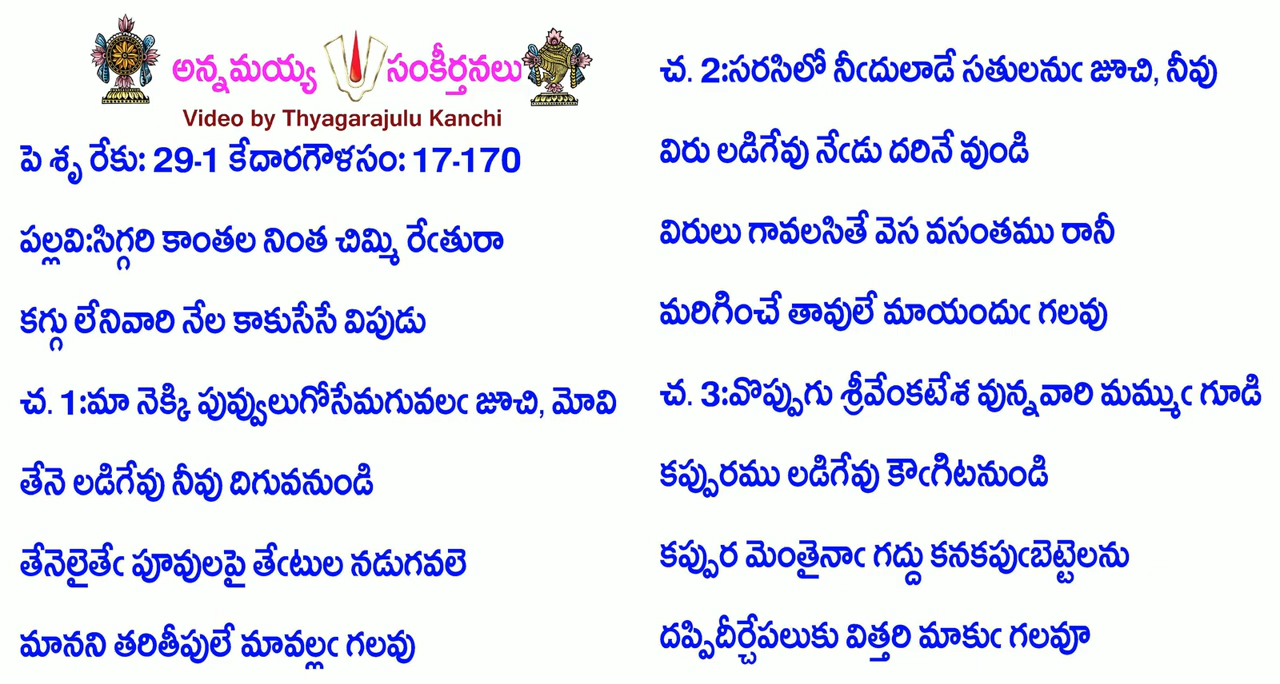 అన్నమయ్య సంకీర్తనలు
Video by Thyagarajulu Kanchi
పె శృ రేకు: 29-1 కేదారగౌళసం: 17-170
పల్లవి:సిగ్గరి కాంతల నింత చిమ్మి రేఁతురా
కగ్గు లేనివారి నేల కాకుసేసే విపుడు
చ. 1:మా నెక్కి పువ్వులుగోసేమగువలఁ జూచి, మోవి
తేనె లడిగేవు నీవు దిగువనుండి
తేనెలైతేఁ పూవులపై తేఁటుల నడుగవలె
మానని తరితీపులే మావల్లఁ గలవు
చ. 2:సరసిలో నీఁదులాడే సతులనుఁ జూచి, నీవు
విరు లడిగేవు నేఁడు దరినే వుండి
విరులు గావలసితే వెస వసంతము రానీ
మరిగించే తావులే మాయందుఁ గలవు
చ. 3:వొప్పుగు శ్రీవేంకటేశ వున్నవారి మమ్ముఁ గూడి
కప్పురము లడిగేవు కౌఁగిటనుండి
కప్పుర మెంతైనాఁ గద్దు కనకపుఁబెట్టెలను
దప్పిదీర్చేపలుకు విత్తరి మాకుఁ గలవూ